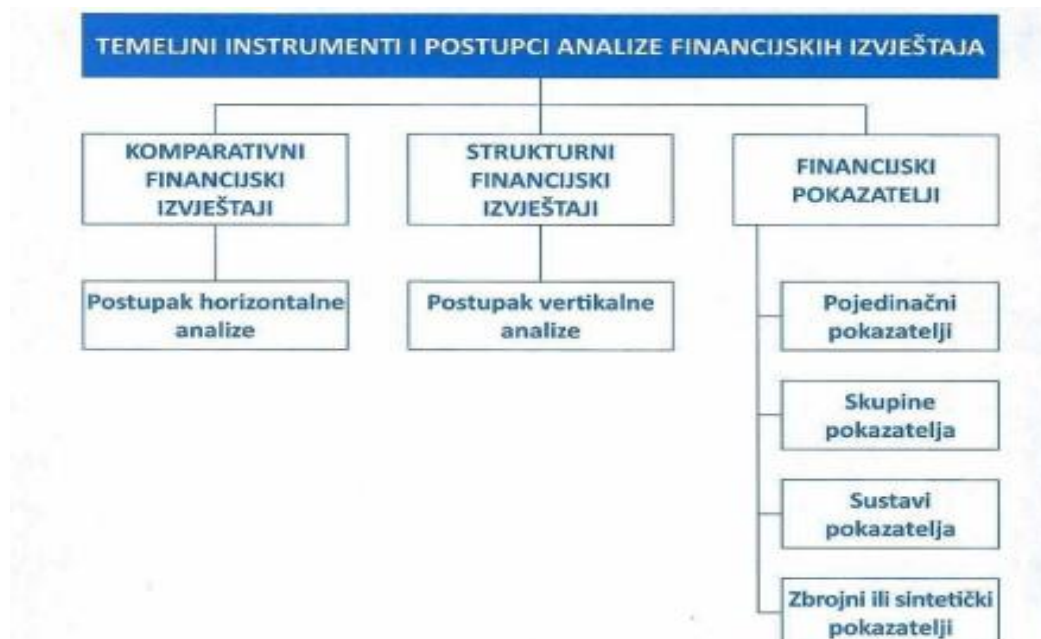 TEMELJNI INSTRUMENTI I POSTUPCI ANALIZE FINANCIJSKIH IZVJEŠTAJA
KOMPARATIVNI
FINANCIJSKI
IZVJEŠTAJI
STRUKTURNI
FINANCIJSKI
IZVJEŠTAJI
FINANCIJSKI
POKAZATELJI
Postupak horizontalne
analize
Postupak vertikalne
analize
Pojedinačni
pokazatelji
Skupine
pokazatelja
Sustavi
pokazatelja
Zbrojni ili sintetički
pokazatelji